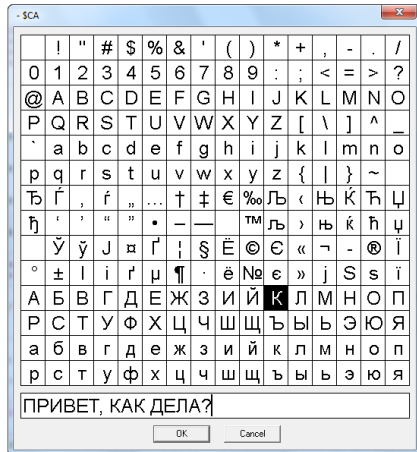 - $CA
! " # $ % & ' ( ) * + , - . /
0 1 2 3 4 5 6 7 8 9 : ; < = > ?
@ A B C D E F G H I J K L M N O
P Q R S T U V W X Y Z [ \ ] ^ _
` a b c d e f g h i j k l m n o
p q r s t u v w x y z { | } ~
Ђ Ѓ ‚ ѓ „ … † ‡ € ‰ Љ ‹ Њ Ќ Ћ Џ
ђ ‘ ’ “ ” • – — ™ љ › њ ќ ћ џ
Ў ў Ј ¤ Ґ ¦ § Ё © Є « ¬ - ® Ї
° ± І і ґ µ ¶ · ё № є » ј Ѕ ѕ ї
А Б В Г Д Е Ж З И Й К Л М Н О П
Р С Т У Ф Х Ц Ч Ш Щ Ъ Ы Ь Э Ю Я
а б в г д е ж з и й к л м н о п
р с т у ф х ц ч ш щ ъ ы ь э ю я
ПРИВЕТ, КАК ДЕЛА?
OK Cancel